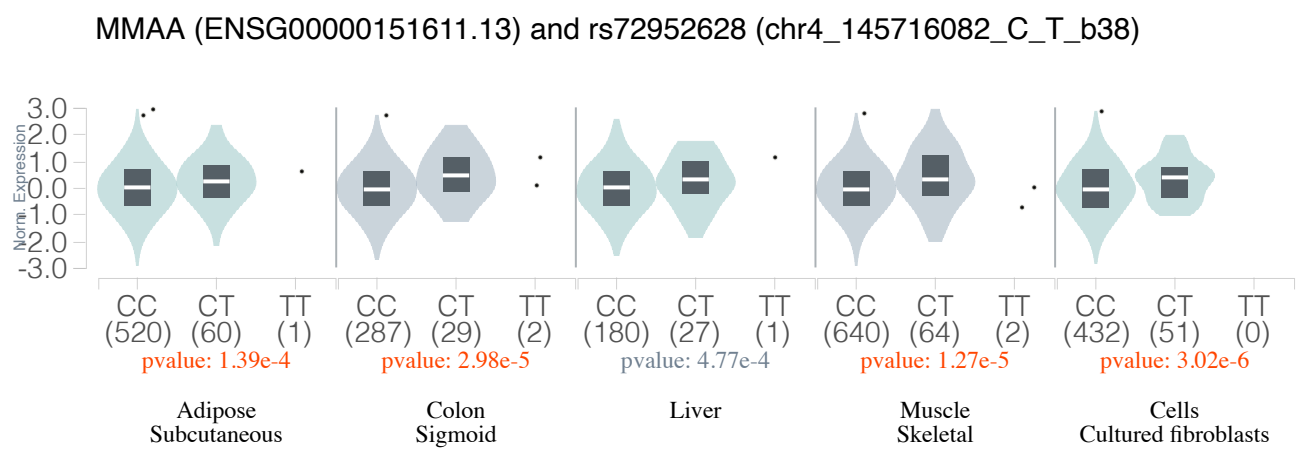 MMAA (ENSG00000151611.13) and rs72952628 (chr4_145716082_C_T_b38)
Norm. Expression
3.0
2.0
1.0
0.0
-1.0
-2.0
-3.0
CC CT TT CC CT TT CC CT TT CC CT TT CC CT TT
(520) (60) (1) (287) (29) (2) (180) (27) (1) (640) (64) (2) (432) (51) (0)
pvalue: 1.39e-4 pvalue: 2.98e-5 pvalue: 4.77e-4 pvalue: 1.27e-5 pvalue: 3.02e-6
Adipose Colon Liver Muscle Cells
Subcutaneous Sigmoid Skeletal Cultured fibroblasts